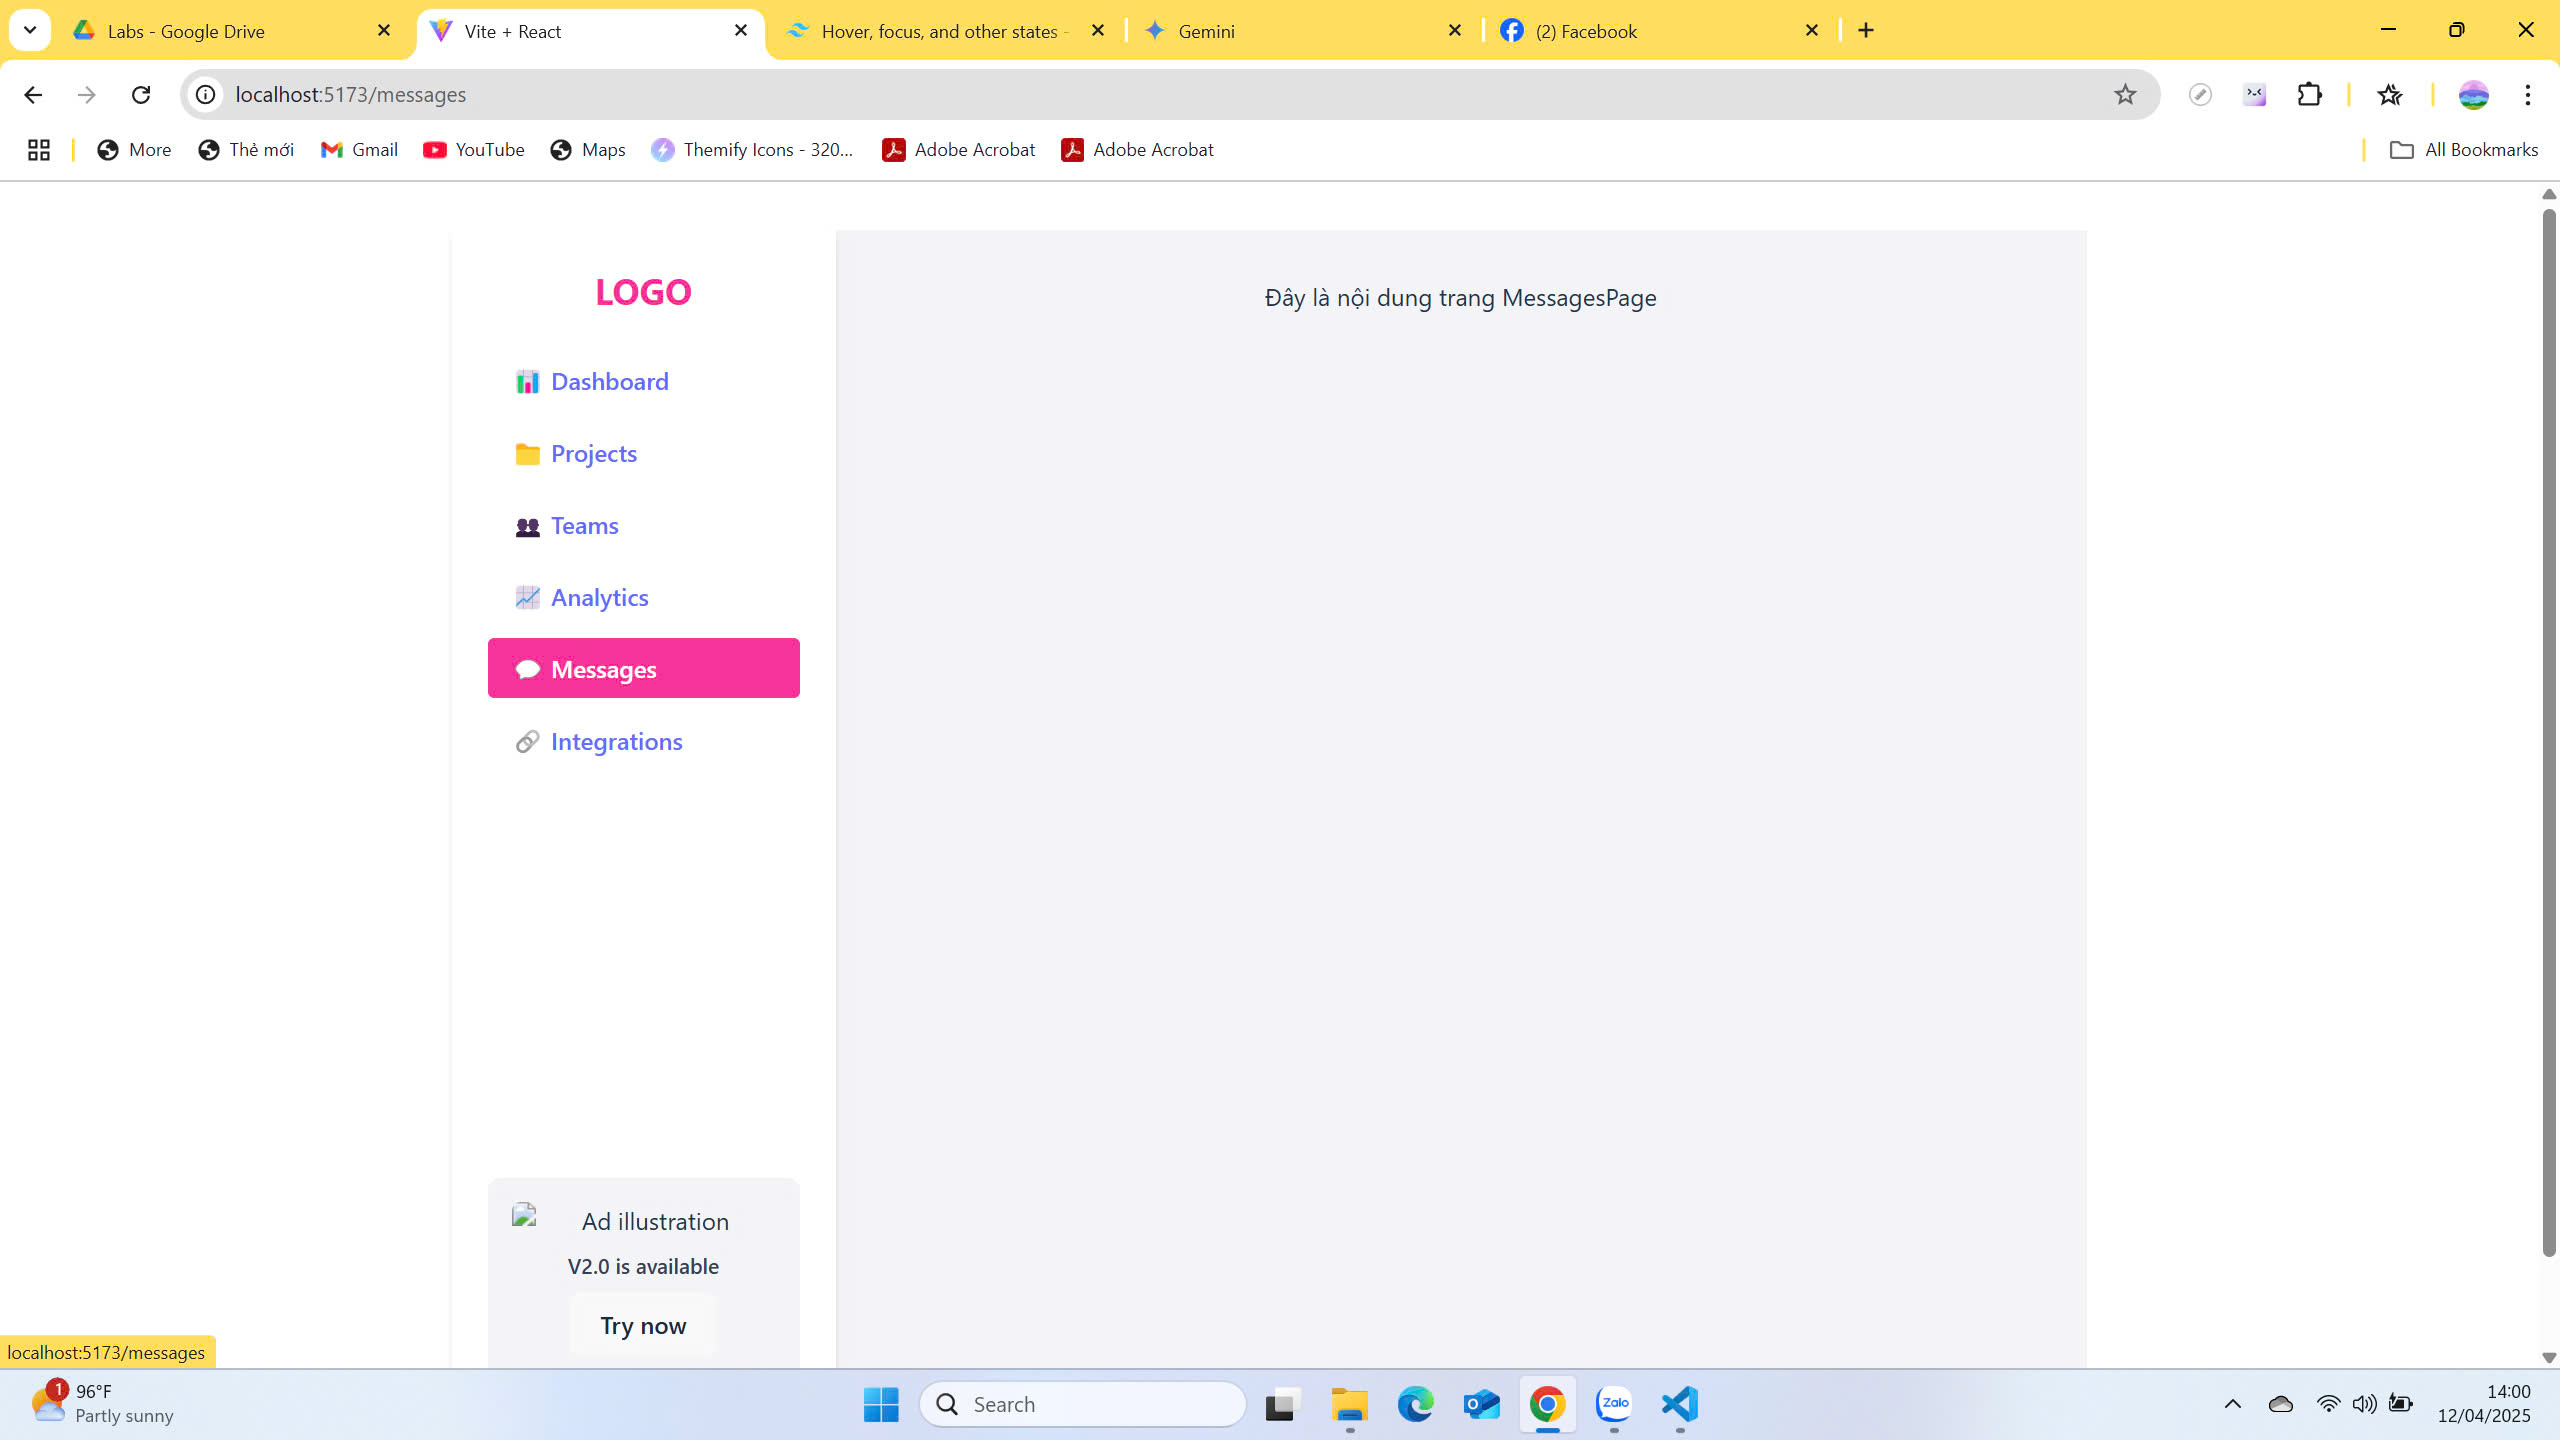 Labs - Google Drive
Vite + React
Hover, focus, and other states -
Gemini
(2) Facebook
localhost:5173/messages
More
Thẻ mới
Gmail
YouTube
Maps
Themify Icons - 320...
Adobe Acrobat
Adobe Acrobat
All Bookmarks
LOGO
Đây là nội dung trang MessagesPage
Dashboard
Projects
Teams
Analytics
Messages
Integrations
Ad illustration
V2.0 is available
Try now
localhost:5173/messages
1
96°F
Partly sunny
Search
Zalo
14:00
12/04/2025